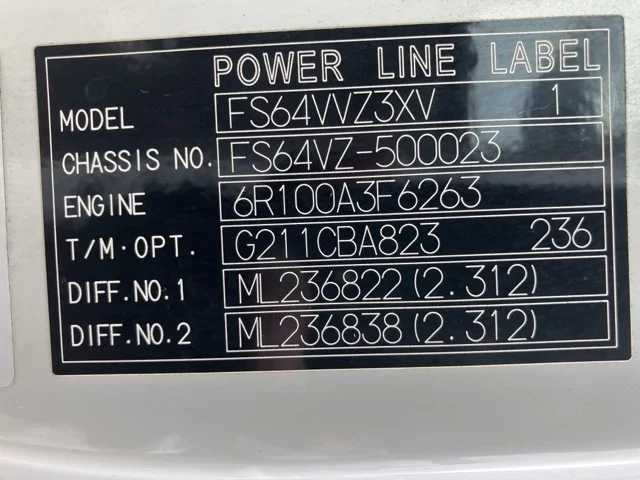 POWER LINE LABEL
MODEL FS64VVZ3XV 1
CHASSIS NO. FS64VZ-500023
ENGINE 6R100A3F6263
T/M·OPT. G211CBA823 236
DIFF.NO.1 ML236822(2.312)
DIFF.NO.2 ML236838(2.312)